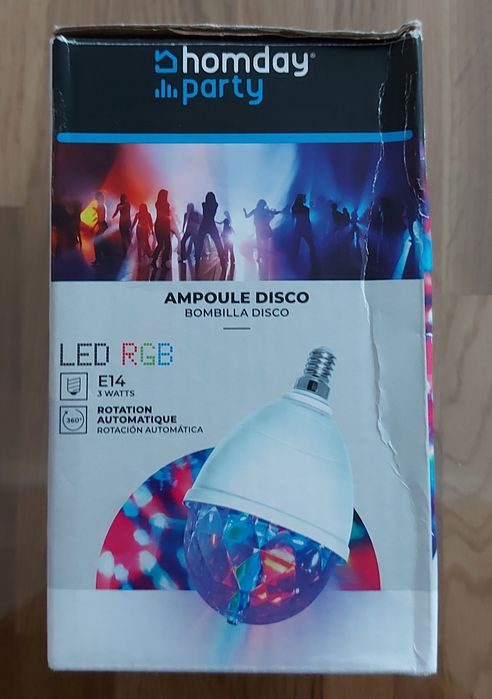 homday®
party
AMPOULE DISCO
BOMBILLA DISCO
LED RGB
E14
3 WATTS
360°
ROTATION
AUTOMATIQUE
ROTACIÓN AUTOMÁTICA